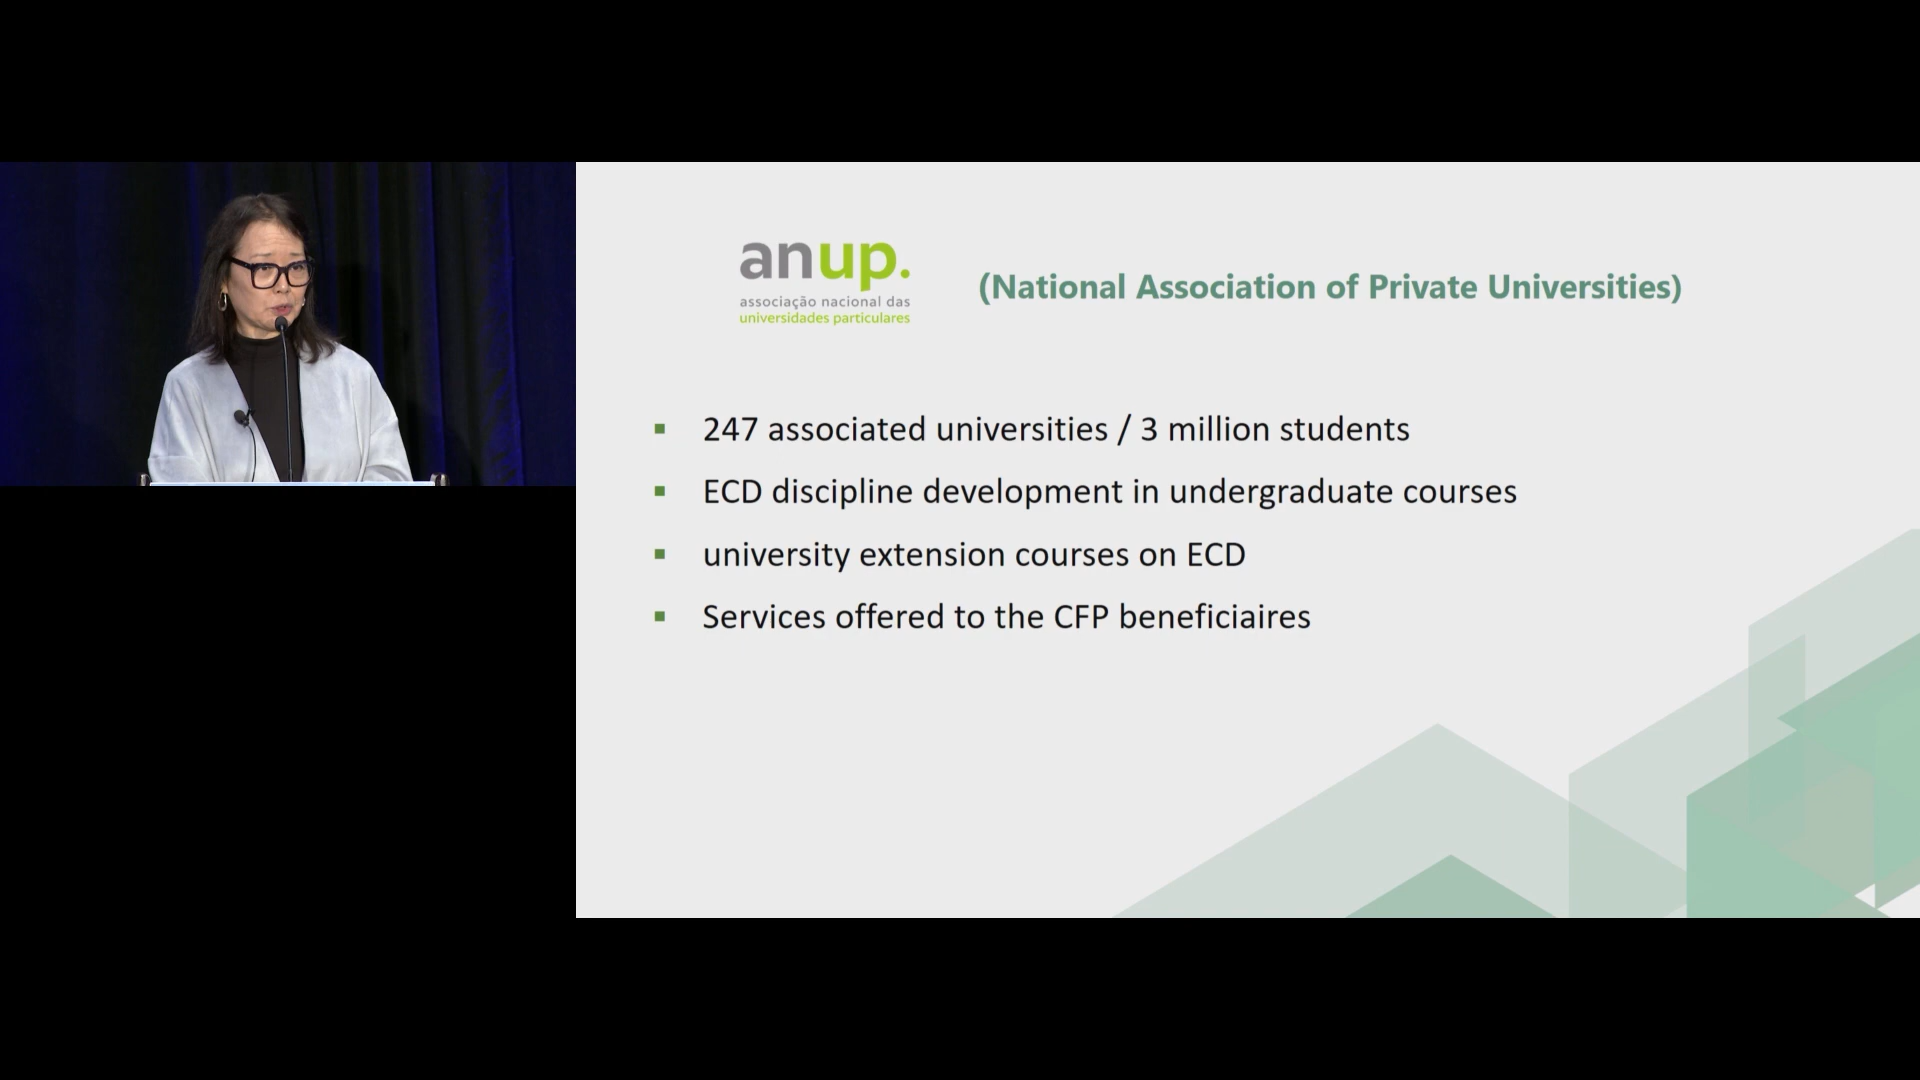 anup.
associação nacional das
universidades particulares
(National Association of Private Universities)
247 associated universities / 3 million students
ECD discipline development in undergraduate courses
university extension courses on ECD
Services offered to the CFP beneficiaires